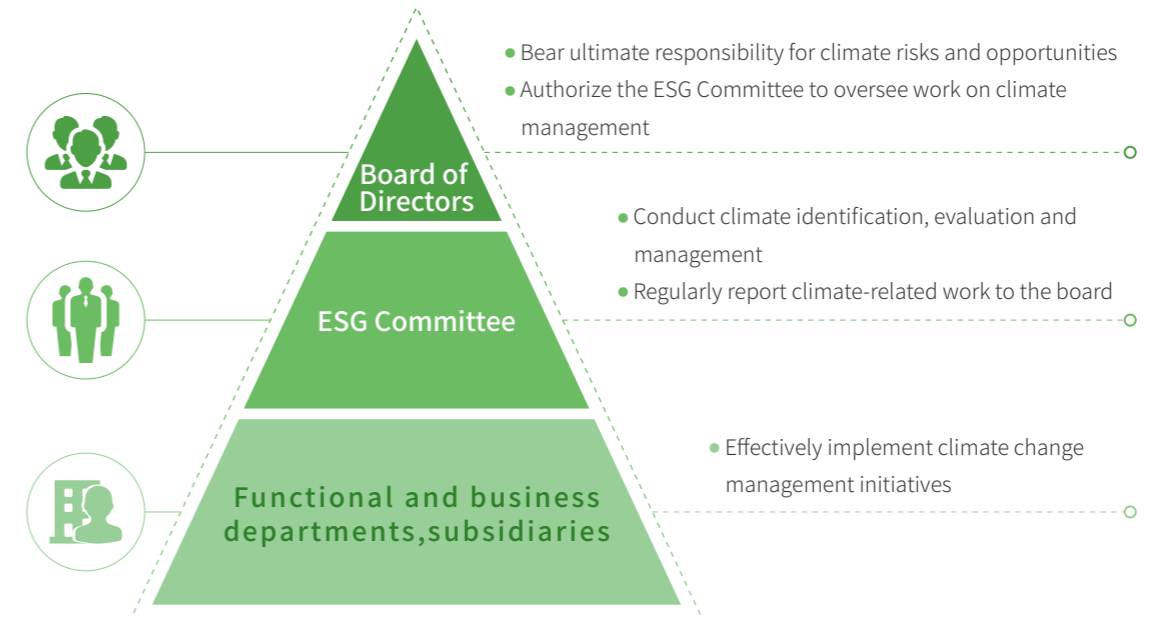 ● Bear ultimate responsibility for climate risks and opportunities
● Authorize the ESG Committee to oversee work on climate
management
Board of
Directors
● Conduct climate identification, evaluation and
management
● Regularly report climate-related work to the board
ESG Committee
● Effectively implement climate change
management initiatives
Functional and business
departments,subsidiaries